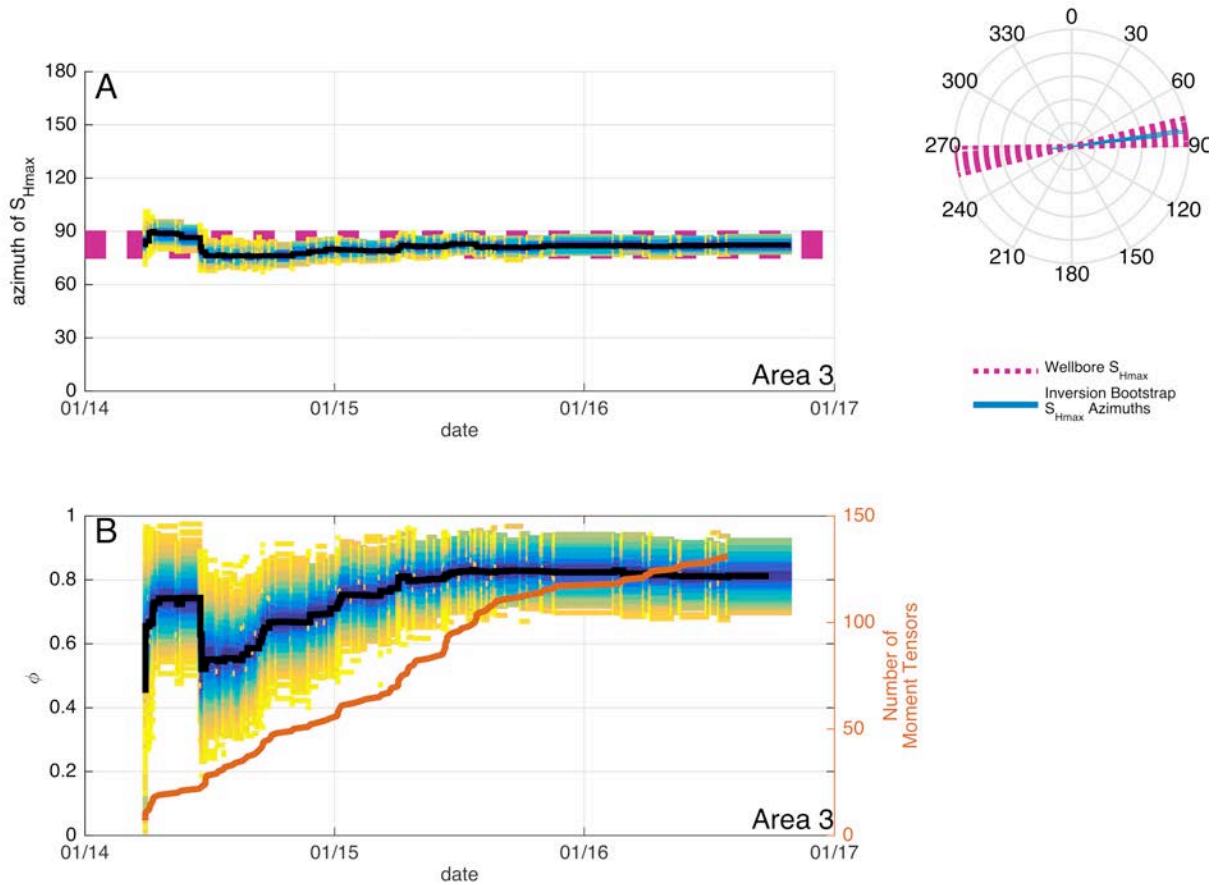 A
azimuth of S_Hmax
180
150
120
90
60
30
0
01/14
01/15
01/16
01/17
date
Area 3
0
30
60
90
120
150
180
210
240
270
300
330
Wellbore S_Hmax
Inversion Bootstrap
S_Hmax Azimuths
B
ϕ
1
0.8
0.6
0.4
0.2
0
01/14
01/15
01/16
01/17
date
Area 3
150
100
50
0
Number of
Moment Tensors